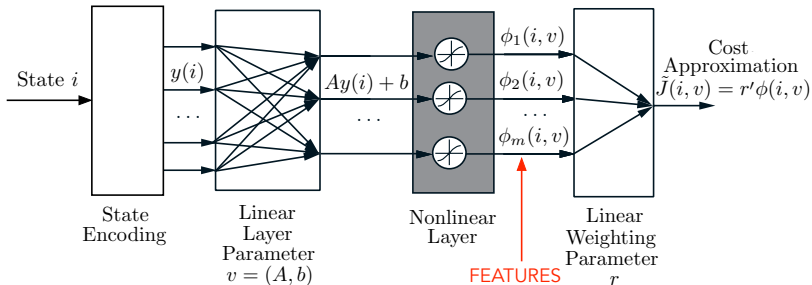 State i
y(i)
. . .
Ay(i) + b
. . .
ϕ₁(i, v)
ϕ₂(i, v)
. . .
ϕₘ(i, v)
Cost
Approximation
J̃(i, v) = r′ϕ(i, v)
State
Encoding
Linear
Layer
Parameter
v = (A, b)
Nonlinear
Layer
FEATURES
Linear
Weighting
Parameter
r